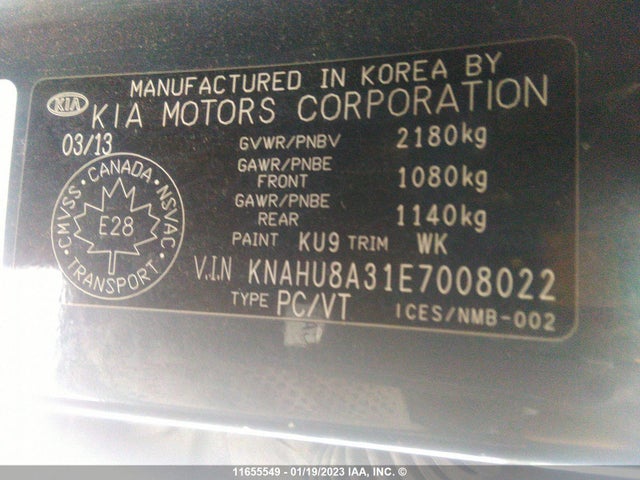 MANUFACTURED IN KOREA BY
KIA KIA MOTORS CORPORATION
03/13 GVWR/PNBV 2180kg
GAWR/PNBE FRONT 1080kg
GAWR/PNBE REAR 1140kg
CANADA · NSVAC · TRANSPORT · CMVSS ·
E28
PAINT KU9 TRIM WK
V.I.N KNAHU8A31E7008022
TYPE PC/VT ICES/NMB-002
11655549 - 01/19/2023 IAA, INC. ©